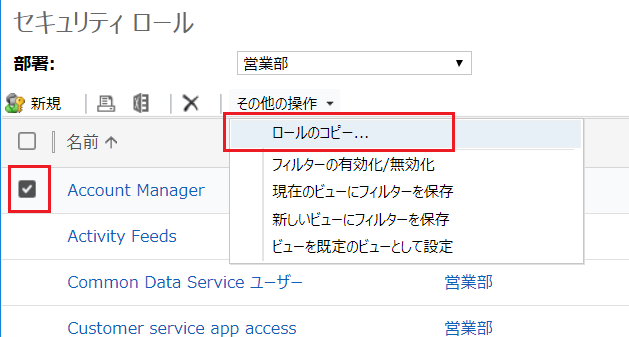 セキュリティ ロール
部署: 営業部
新規 その他の操作
ロールのコピー...
名前
フィルターの有効化/無効化
Account Manager
現在のビューにフィルターを保存
新しいビューにフィルターを保存
Activity Feeds
ビューを既定のビューとして設定
Common Data Service ユーザー 営業部
Customer service app access 営業部